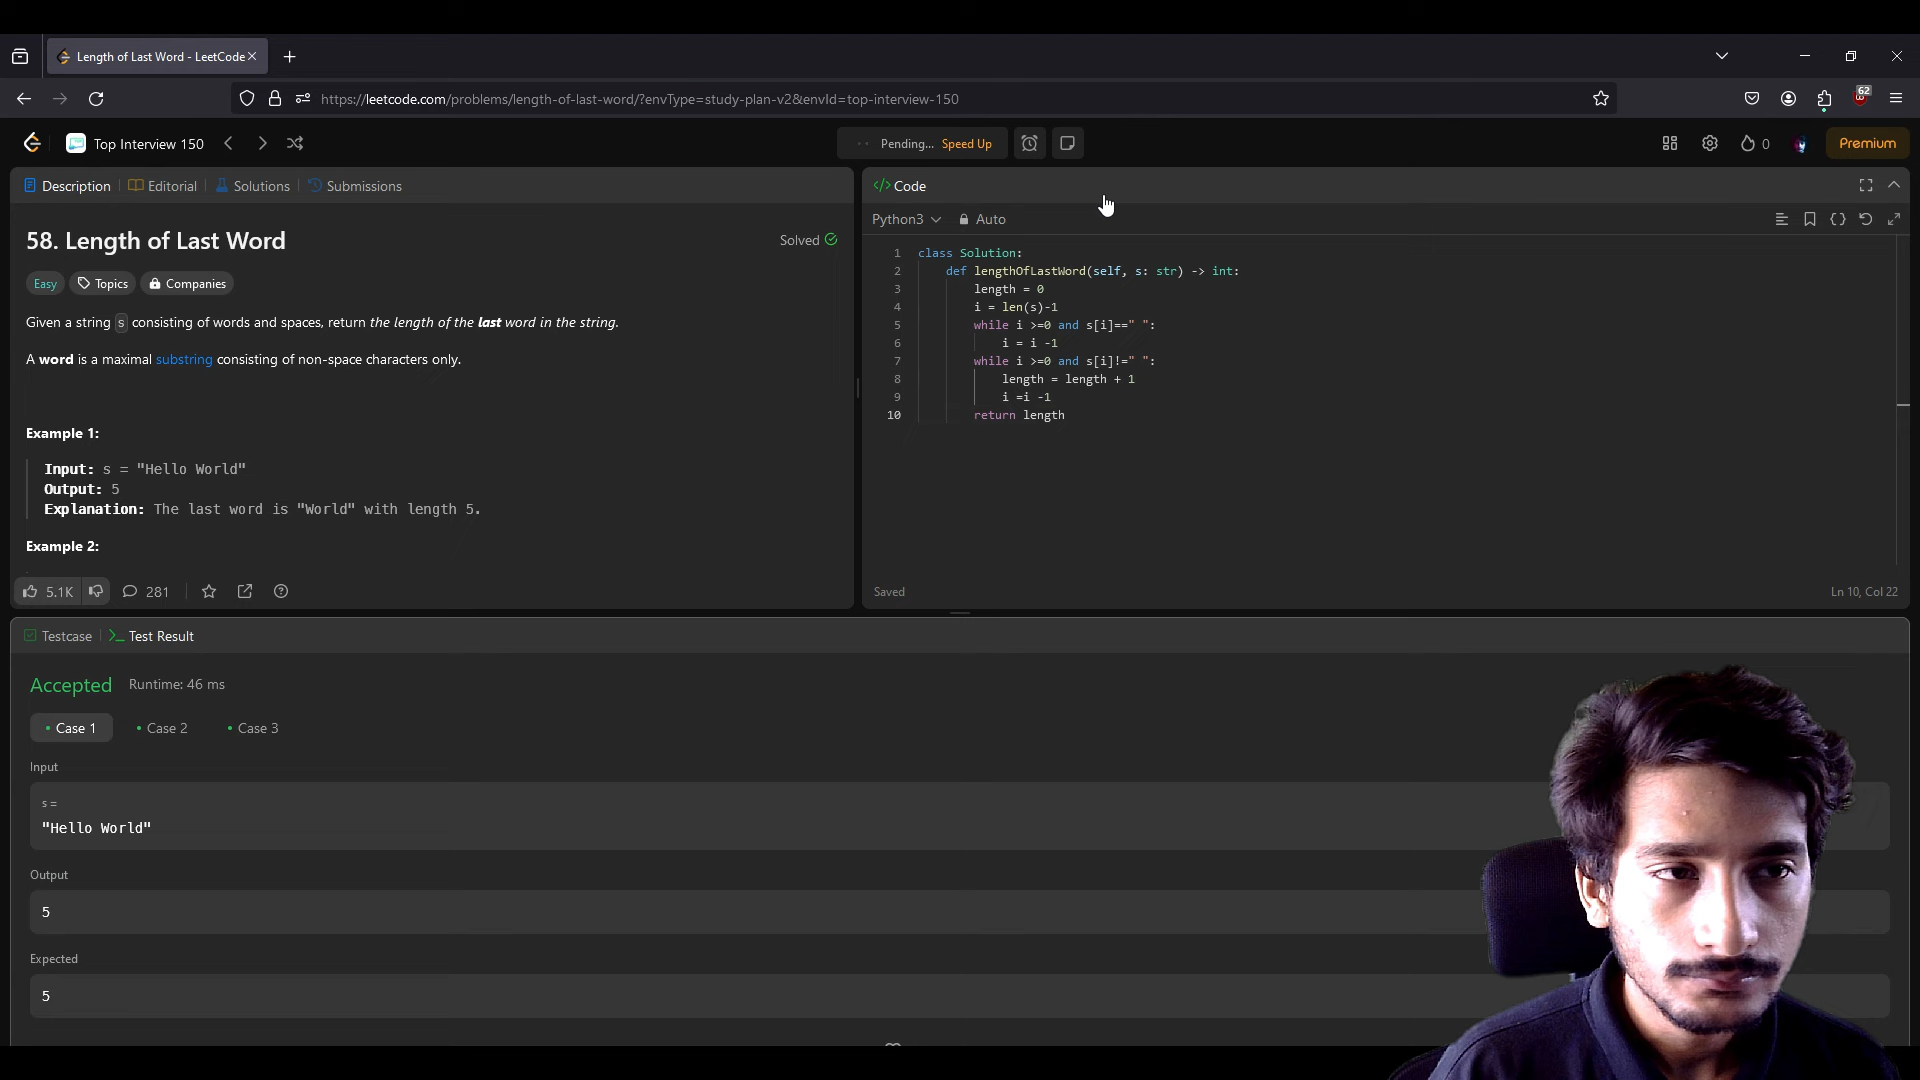 Length of Last Word - LeetCode
https://leetcode.com/problems/length-of-last-word/?envType=study-plan-v2&envId=top-interview-150
62
Top Interview 150
Pending... Speed Up
0
Premium
Description
Editorial
Solutions
Submissions
58. Length of Last Word
Solved
Easy
Topics
Companies
Given a string s consisting of words and spaces, return the length of the last word in the string.
A word is a maximal substring consisting of non-space characters only.
Example 1:
Input: s = "Hello World"
Output: 5
Explanation: The last word is "World" with length 5.
Example 2:
5.1K
281
</> Code
Python3
Auto
1 class Solution:
2 def lengthOfLastWord(self, s: str) -> int:
3 length = 0
4 i = len(s)-1
5 while i >=0 and s[i]==" ":
6 i = i -1
7 while i >=0 and s[i]!=" ":
8 length = length + 1
9 i =i -1
10 return length
Saved
Ln 10, Col 22
Testcase
Test Result
Accepted Runtime: 46 ms
Case 1
Case 2
Case 3
Input
s =
"Hello World"
Output
5
Expected
5